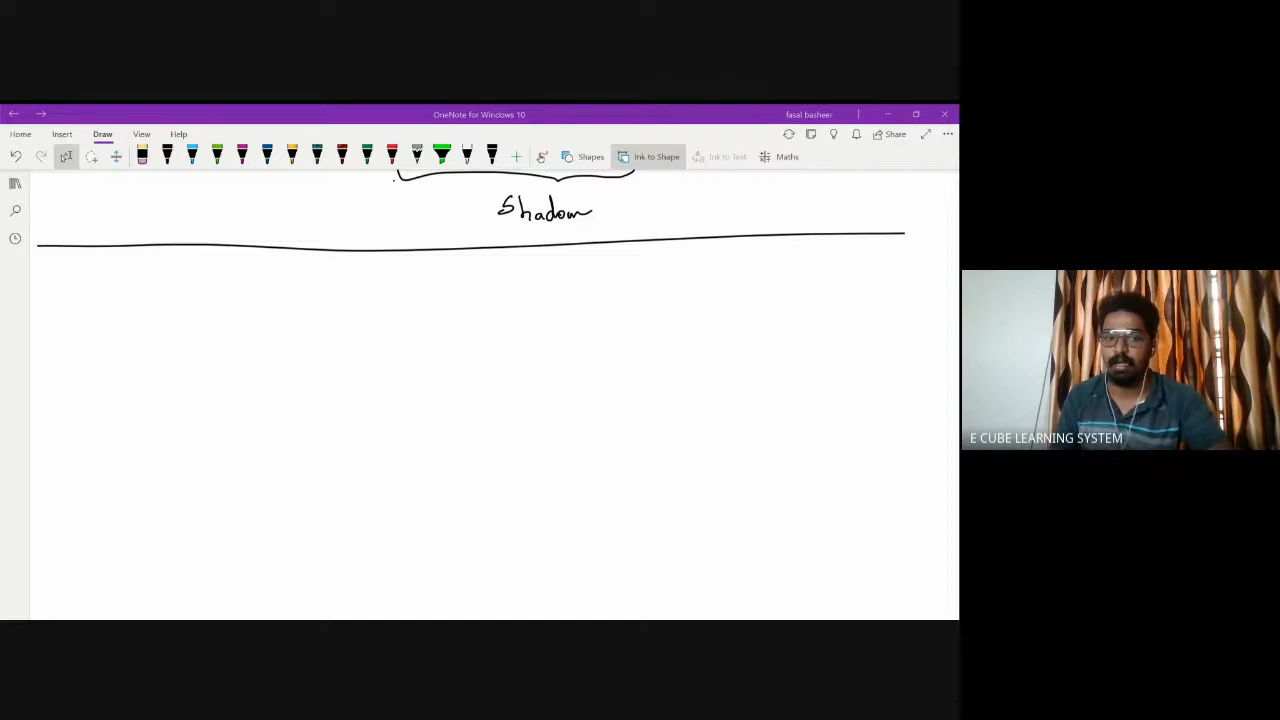 OneNote for Windows 10
fasal basheer
Home Insert Draw View Help
Share
Shapes Ink to Shape Ink to Text Maths
Shadow
E CUBE LEARNING SYSTEM